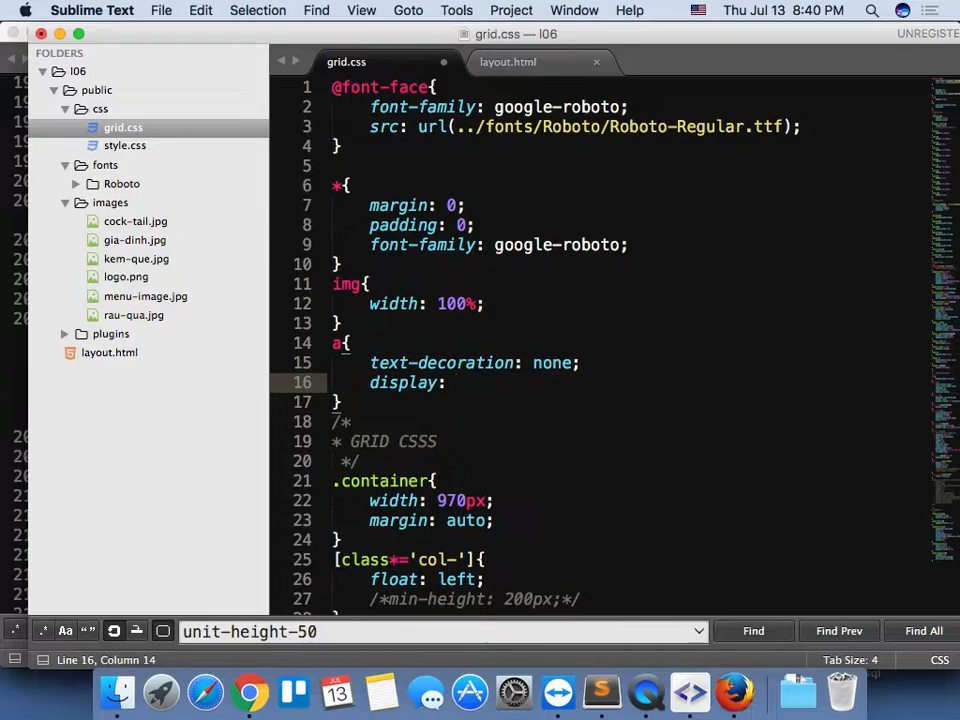 Sublime Text File Edit Selection Find View Goto Tools Project Window Help Thu Jul 13 8:40 PM
grid.css — l06 UNREGISTE
FOLDERS
l06
public
css
grid.css
style.css
fonts
Roboto
images
cock-tail.jpg
gia-dinh.jpg
kem-que.jpg
logo.png
menu-image.jpg
rau-qua.jpg
plugins
layout.html
grid.css layout.html
1 @font-face{
2 font-family: google-roboto;
3 src: url(../fonts/Roboto/Roboto-Regular.ttf);
4 }
5
6 *{
7 margin: 0;
8 padding: 0;
9 font-family: google-roboto;
10 }
11 img{
12 width: 100%;
13 }
14 a{
15 text-decoration: none;
16 display:
17 }
18 /*
19 * GRID CSSS
20 */
21 .container{
22 width: 970px;
23 margin: auto;
24 }
25 [class*='col-']{
26 float: left;
27 /*min-height: 200px;*/
.* Aa “ ” unit-height-50 Find Find Prev Find All
Line 16, Column 14 Tab Size: 4 CSS
JUL
13